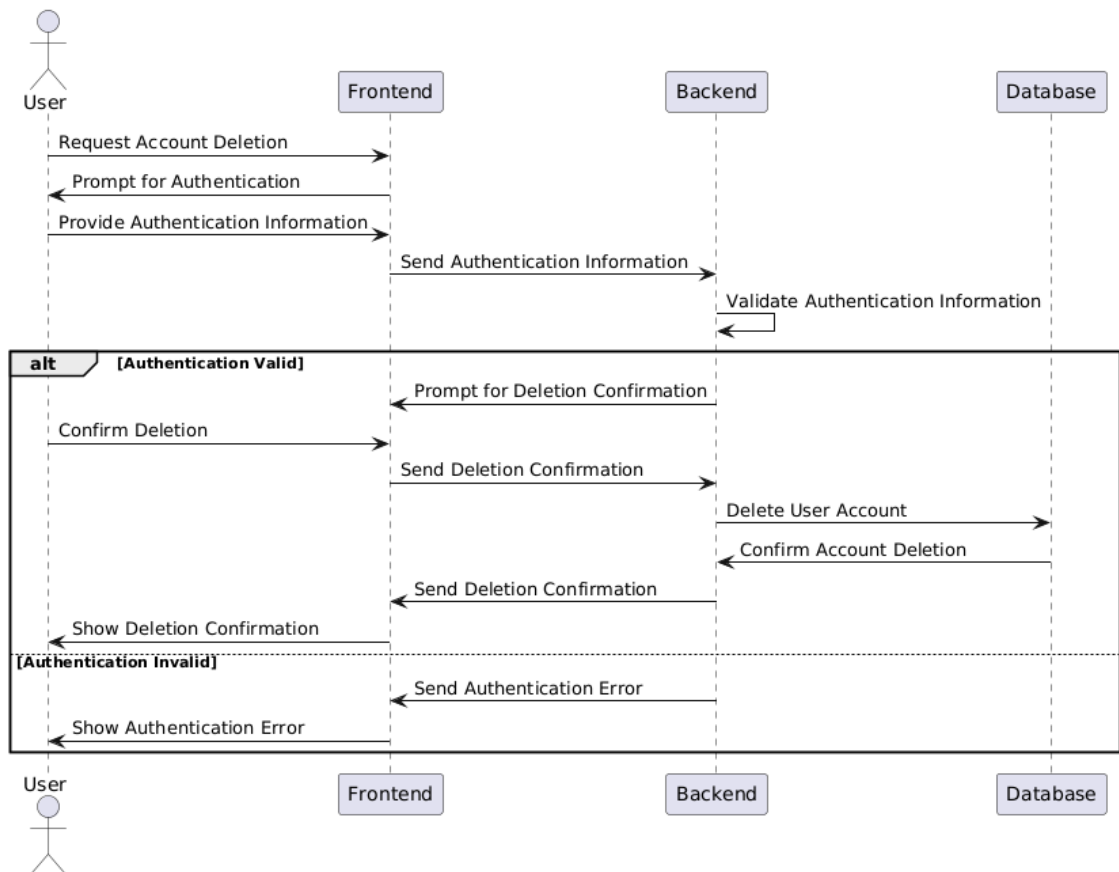 User
Frontend
Backend
Database
Request Account Deletion
Prompt for Authentication
Provide Authentication Information
Send Authentication Information
Validate Authentication Information
alt
[Authentication Valid]
Prompt for Deletion Confirmation
Confirm Deletion
Send Deletion Confirmation
Delete User Account
Confirm Account Deletion
Send Deletion Confirmation
Show Deletion Confirmation
[Authentication Invalid]
Send Authentication Error
Show Authentication Error
User
Frontend
Backend
Database